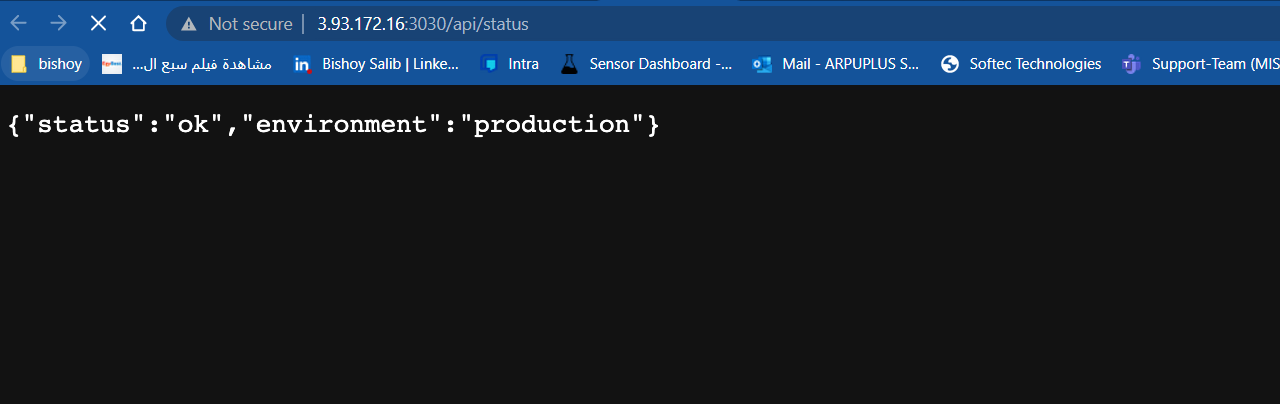 Not secure | 3.93.172.16:3030/api/status
bishoy مشاهدة فيلم سبع ال... Bishoy Salib | Linke... Intra Sensor Dashboard -... Mail - ARPUPLUS S... Softec Technologies Support-Team (MIS
{"status":"ok","environment":"production"}